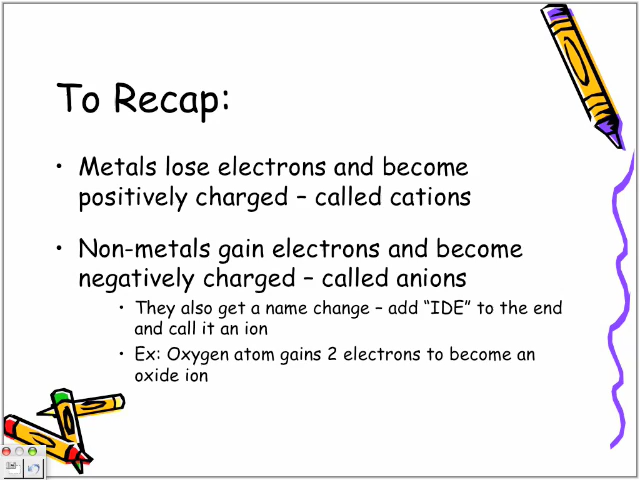 To Recap:
• Metals lose electrons and become
positively charged – called cations
• Non-metals gain electrons and become
negatively charged – called anions
• They also get a name change – add “IDE” to the end
and call it an ion
• Ex: Oxygen atom gains 2 electrons to become an
oxide ion